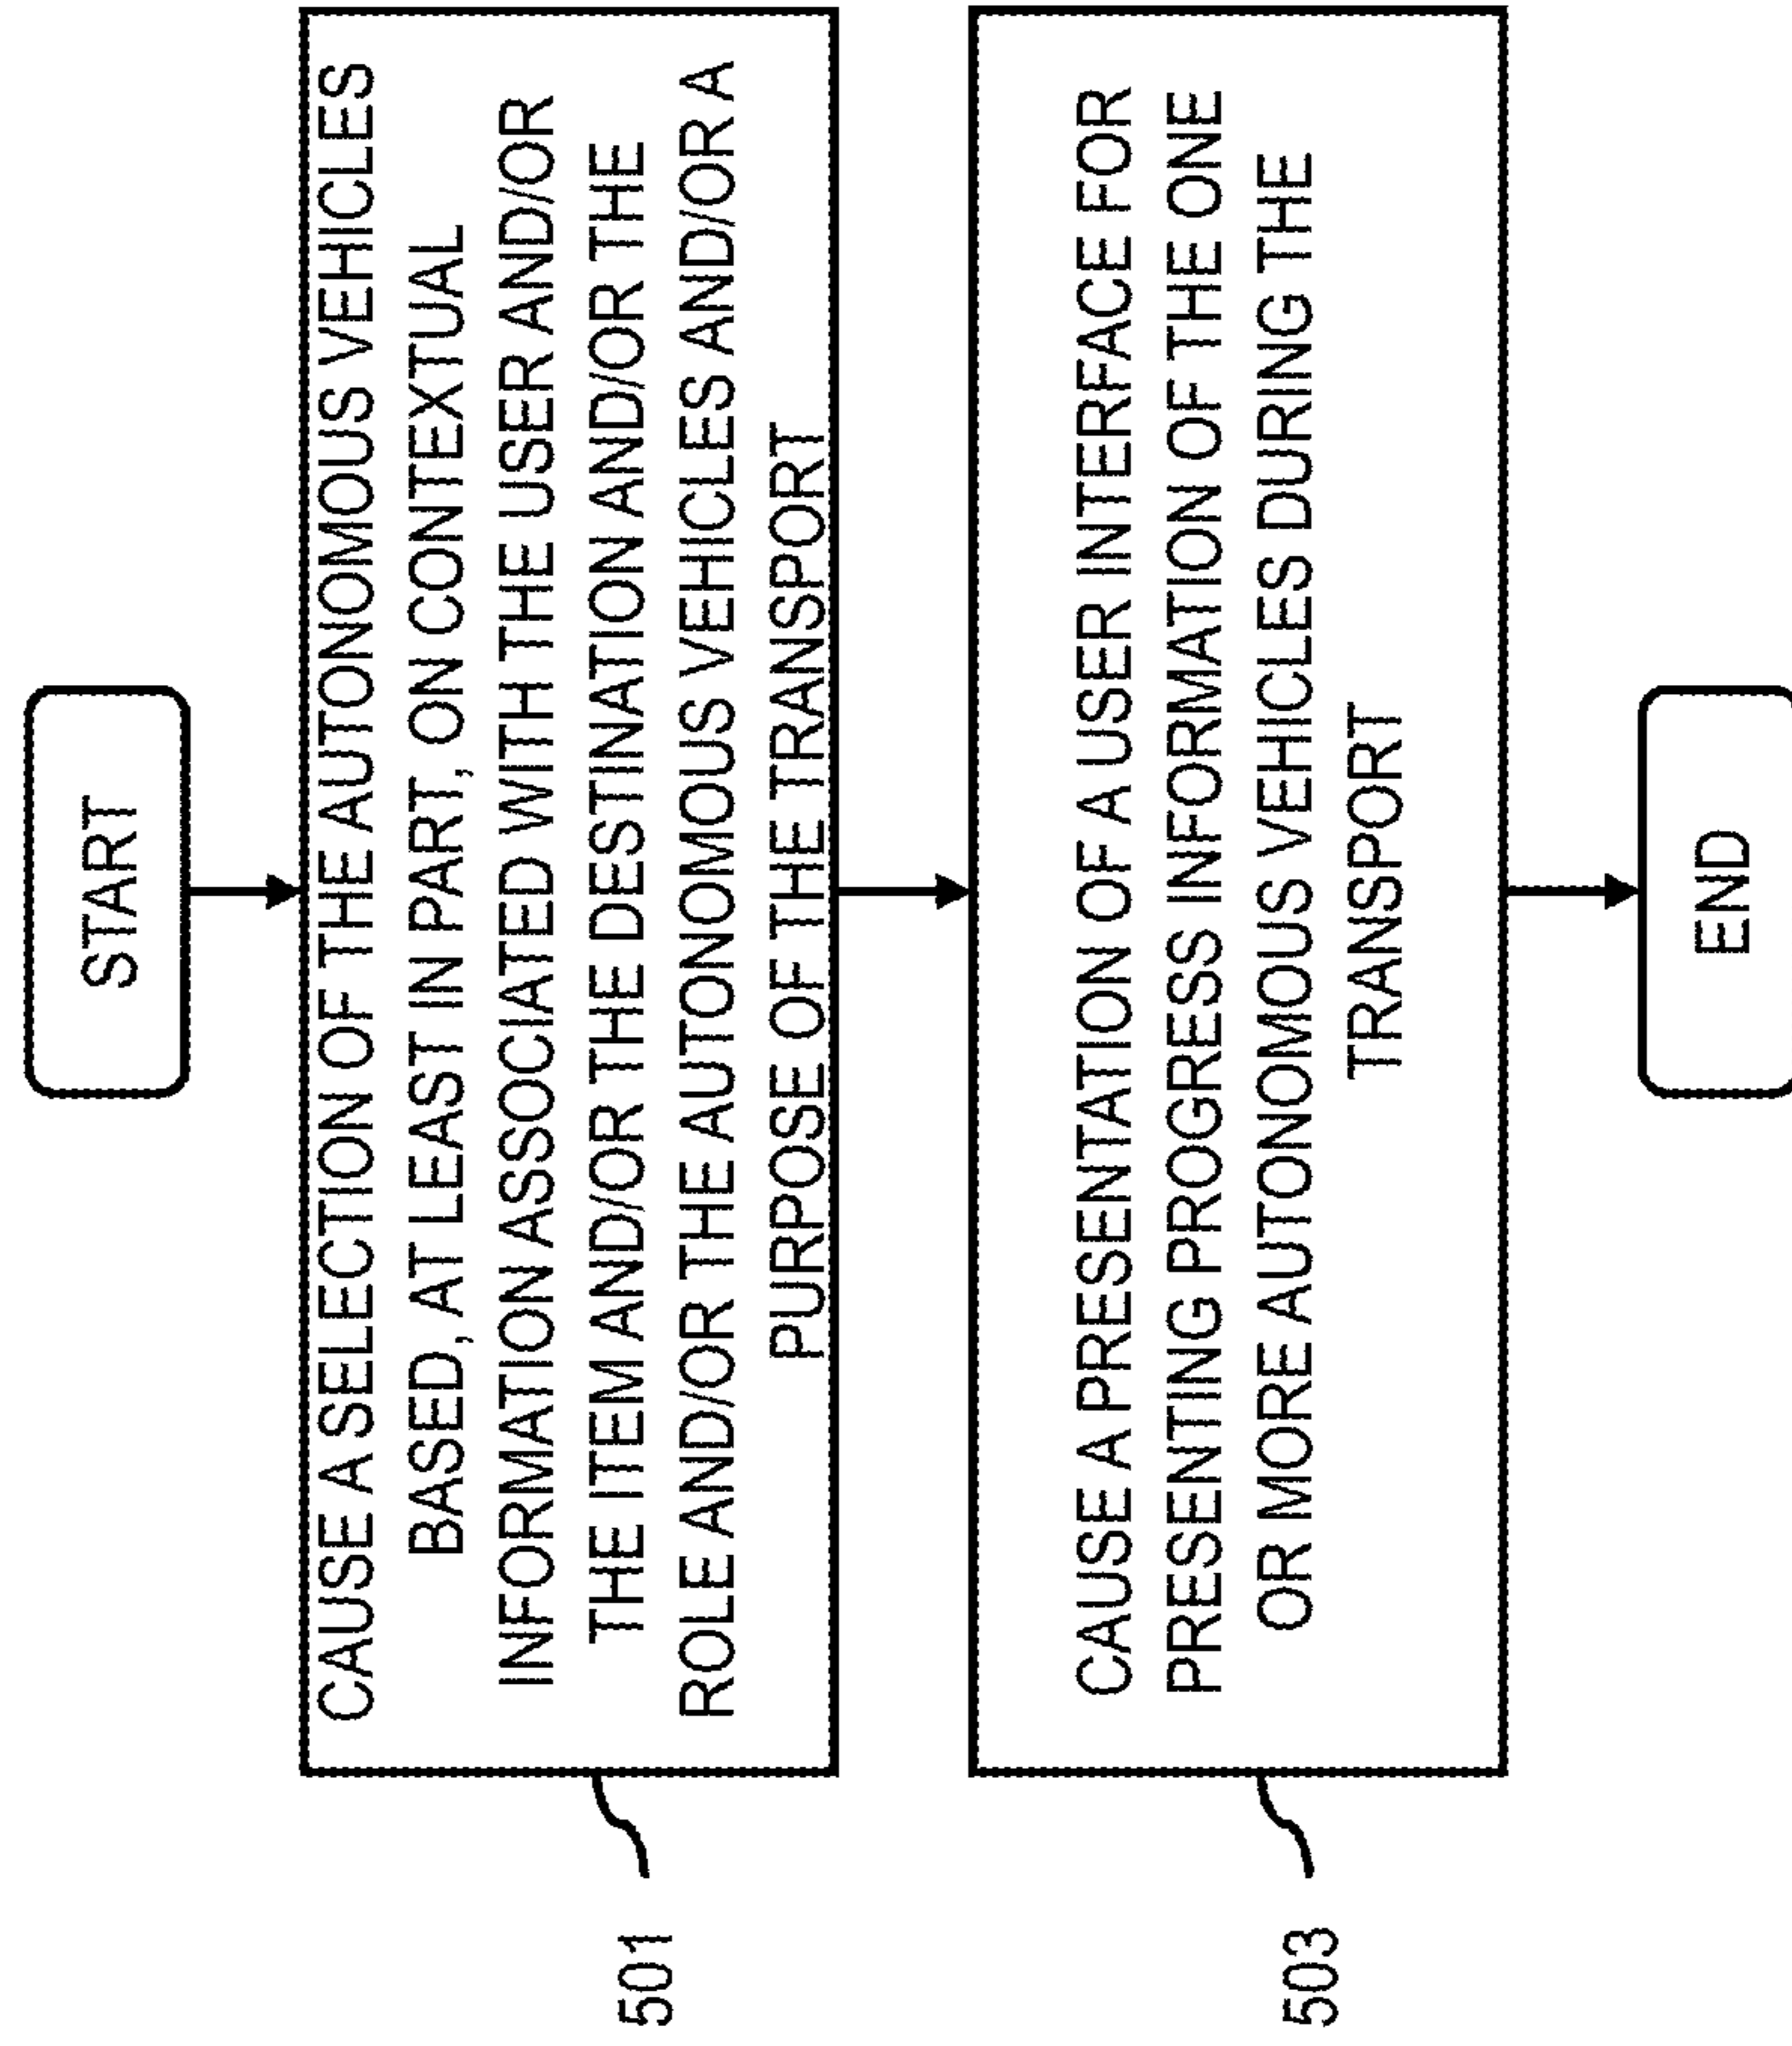 START
CAUSE A SELECTION OF THE AUTONOMOUS VEHICLES
BASED, AT LEAST IN PART, ON CONTEXTUAL
INFORMATION ASSOCIATED WITH THE USER AND/OR
THE ITEM AND/OR THE DESTINATION AND/OR THE
ROLE AND/OR THE AUTONOMOUS VEHICLES AND/OR A
PURPOSE OF THE TRANSPORT
501
CAUSE A PRESENTATION OF A USER INTERFACE FOR
PRESENTING PROGRESS INFORMATION OF THE ONE
OR MORE AUTONOMOUS VEHICLES DURING THE
TRANSPORT
503
END